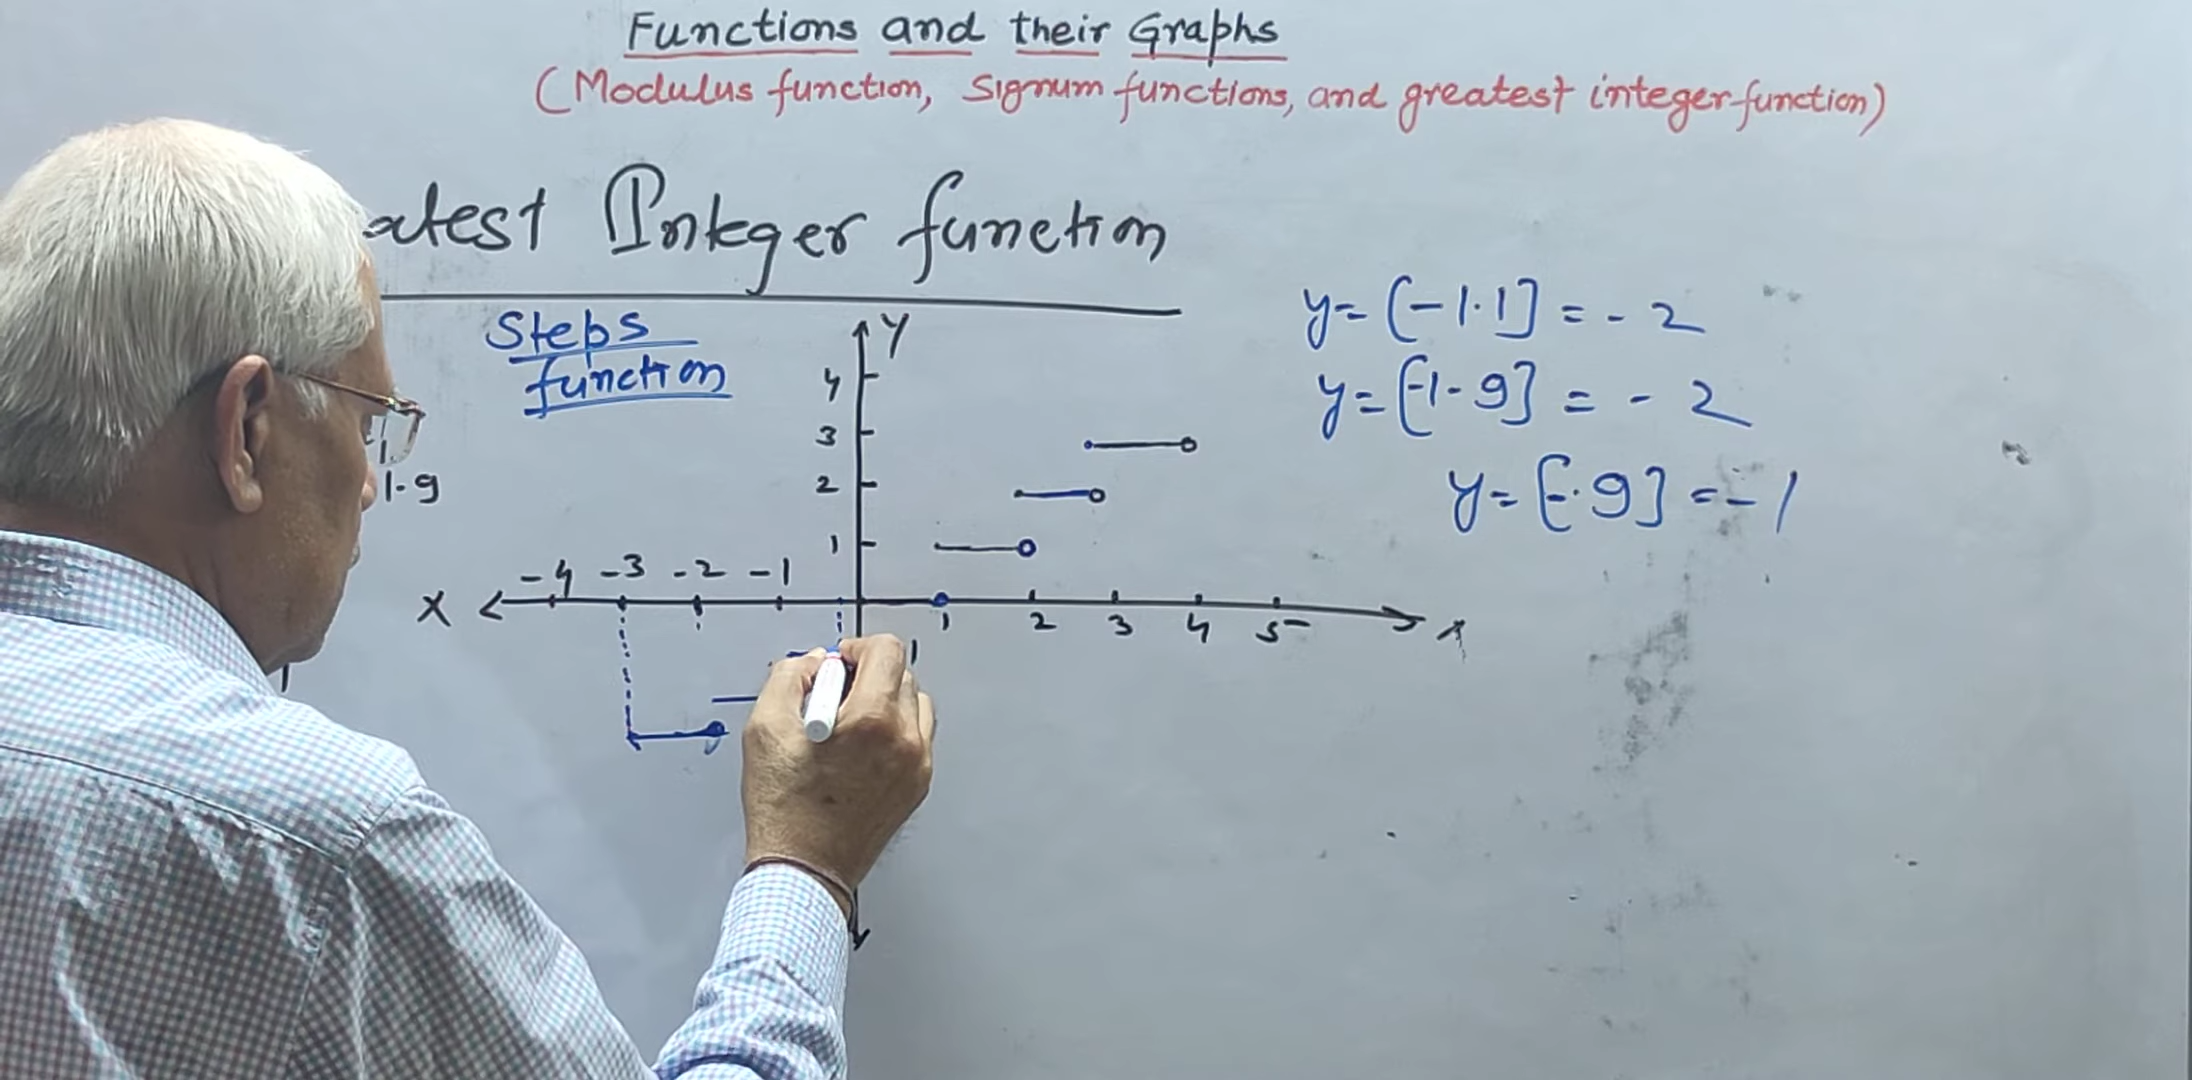 Functions and their Graphs
(Modulus function, Signum functions, and greatest integer function)
atest Integer function
Steps
function
Y
4
3
2
1
1.
1.9
-4 -3 -2 -1
X
1 2 3 4 5
1
y = [-1.1] = -2
y = [-1.9] = -2
y = [-.9] = -1